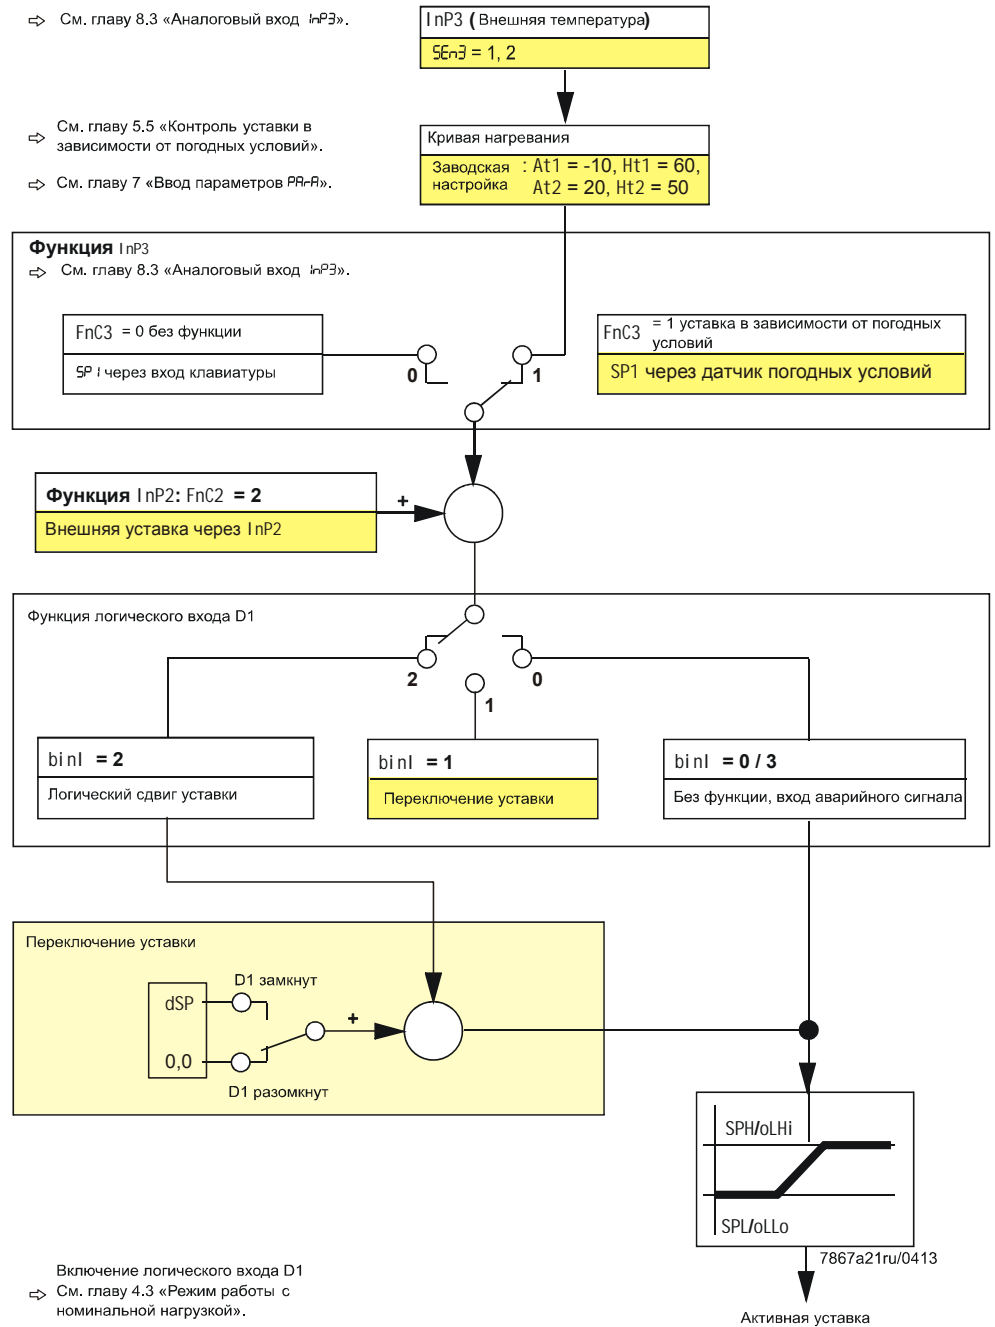 ⇨ См. главу 8.3 «Аналоговый вход InP3».
InP3 (Внешняя температура)
SEn3 = 1, 2
⇨ См. главу 5.5 «Контроль уставки в
зависимости от погодных условий».
⇨ См. главу 7 «Ввод параметров PArA».
Кривая нагревания
Заводская настройка : At1 = -10, Ht1 = 60,
At2 = 20, Ht2 = 50
Функция InP3
⇨ См. главу 8.3 «Аналоговый вход InP3».
FnC3 = 0 без функции
SP1 через вход клавиатуры
0
1
FnC3 = 1 уставка в зависимости от погодных
условий
SP1 через датчик погодных условий
Функция InP2: FnC2 = 2
Внешняя уставка через InP2
+
Функция логического входа D1
2
0
1
binI = 2
Логический сдвиг уставки
binI = 1
Переключение уставки
binI = 0 / 3
Без функции, вход аварийного сигнала
Переключение уставки
D1 замкнут
dSP
+
0,0
D1 разомкнут
SPH/oLHi
SPL/oLLo
7867a21ru/0413
Включение логического входа D1
⇨ См. главу 4.3 «Режим работы с
номинальной нагрузкой».
Активная уставка